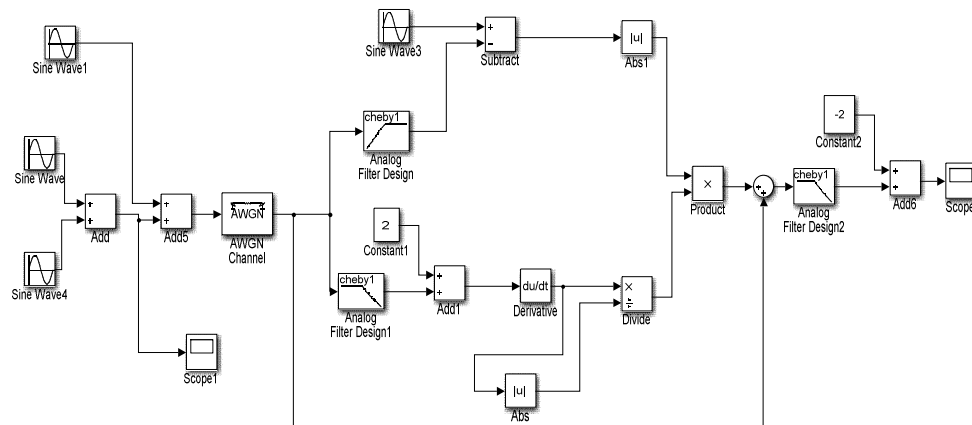 Sine Wave1
Sine Wave
Sine Wave4
+
+
Add
+
+
Add5
AWGN
AWGN
Channel
Scope1
Sine Wave3
+
−
Subtract
|u|
Abs1
cheby1
Analog
Filter Design
2
Constant1
cheby1
Analog
Filter Design1
+
+
Add1
du/dt
Derivative
|u|
Abs
×
÷
Divide
×
Product
+
+
cheby1
Analog
Filter Design2
-2
Constant2
+
+
Add6
Scope